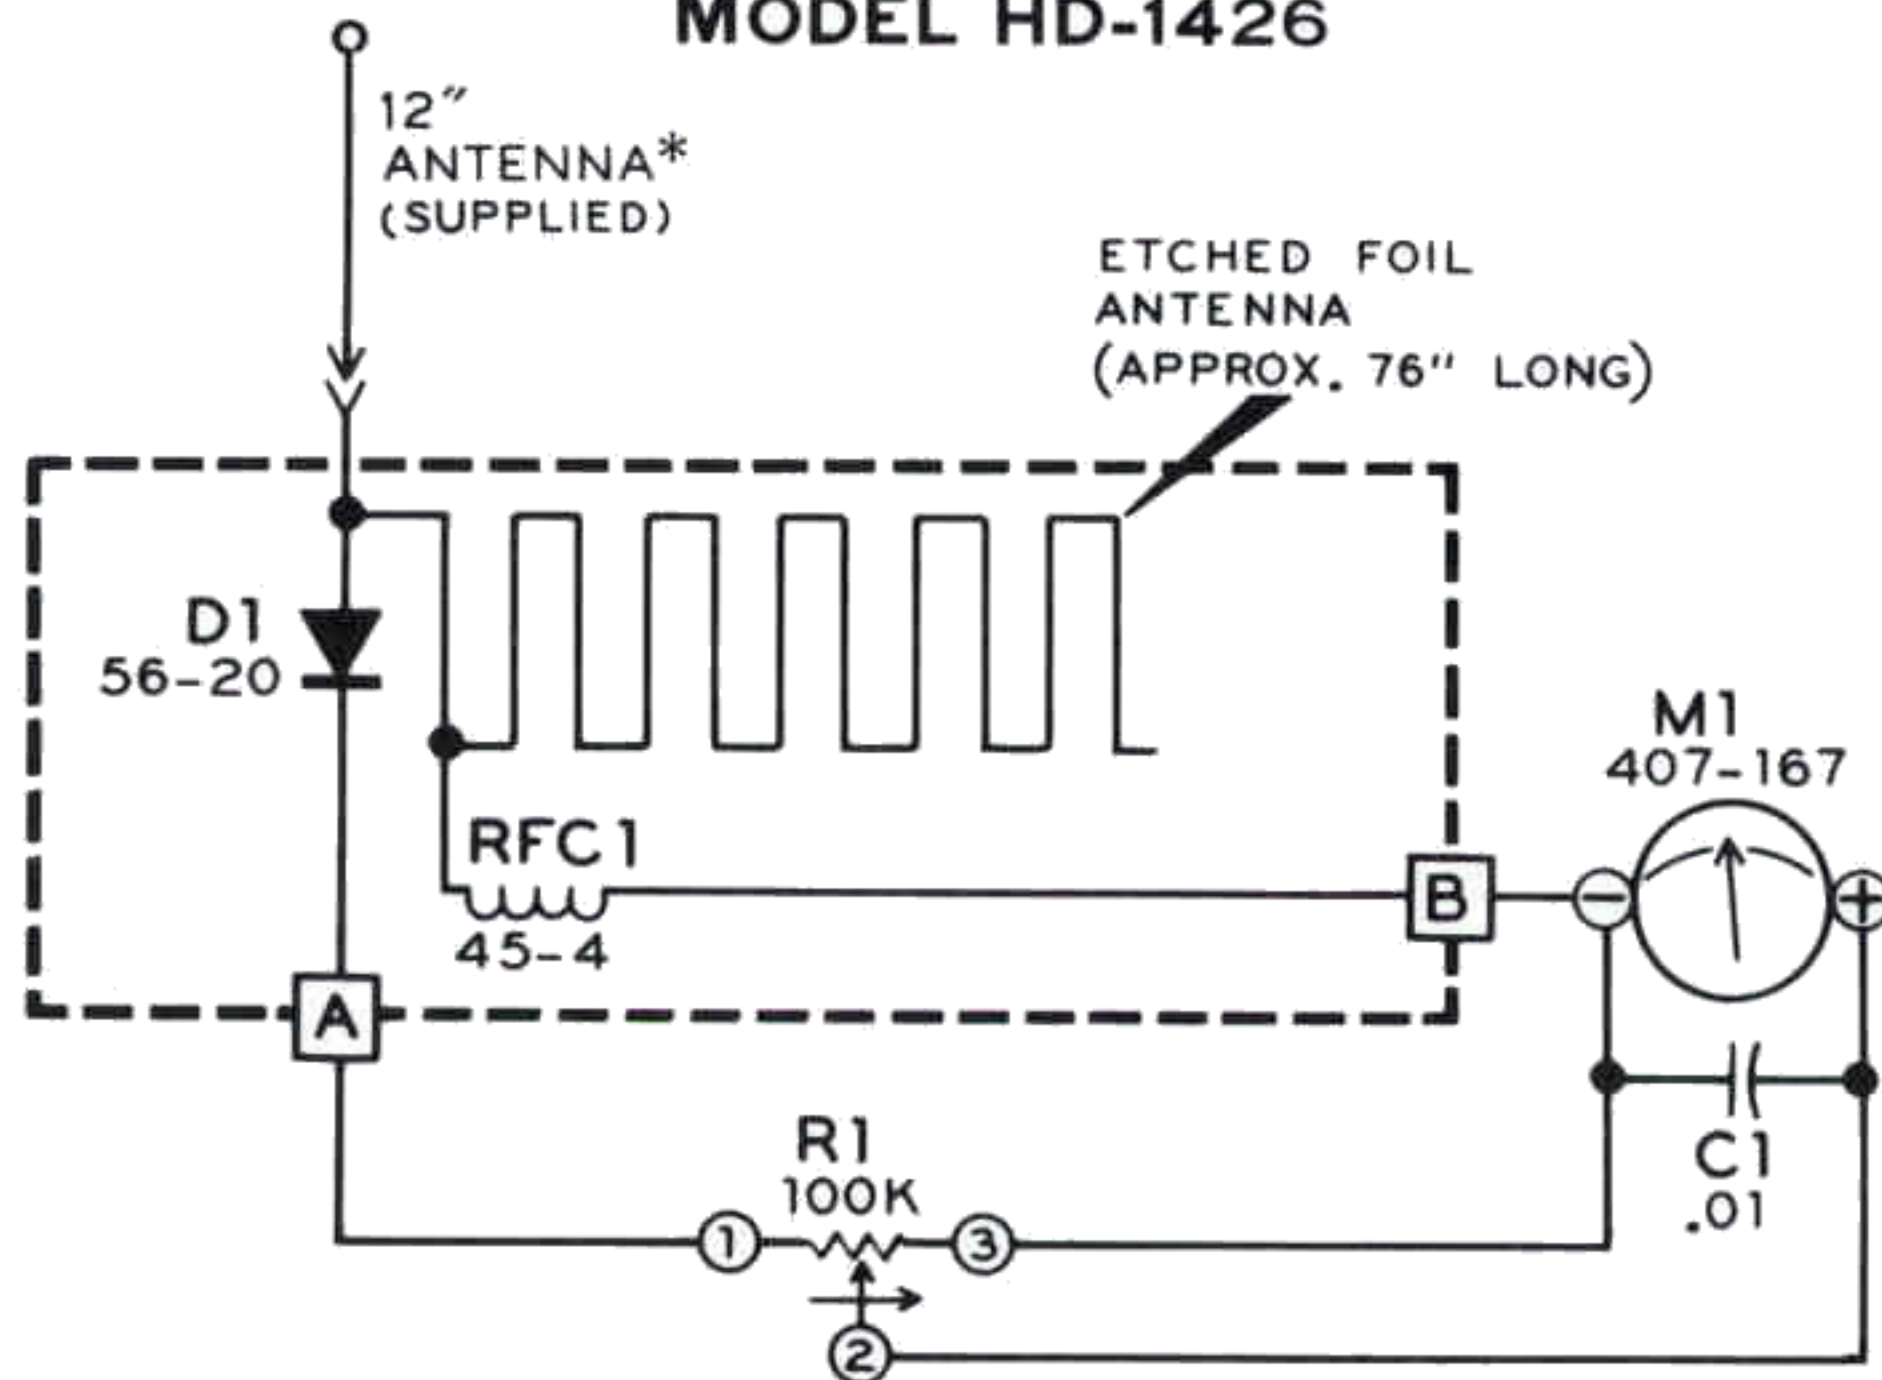 MODEL HD-1426
12″
ANTENNA*
(SUPPLIED)
ETCHED FOIL
ANTENNA
(APPROX. 76" LONG)
D1
56-20
M1
407-167
RFC1
45-4
B
−
+
A
R1
100K
1
3
C1
.01
2